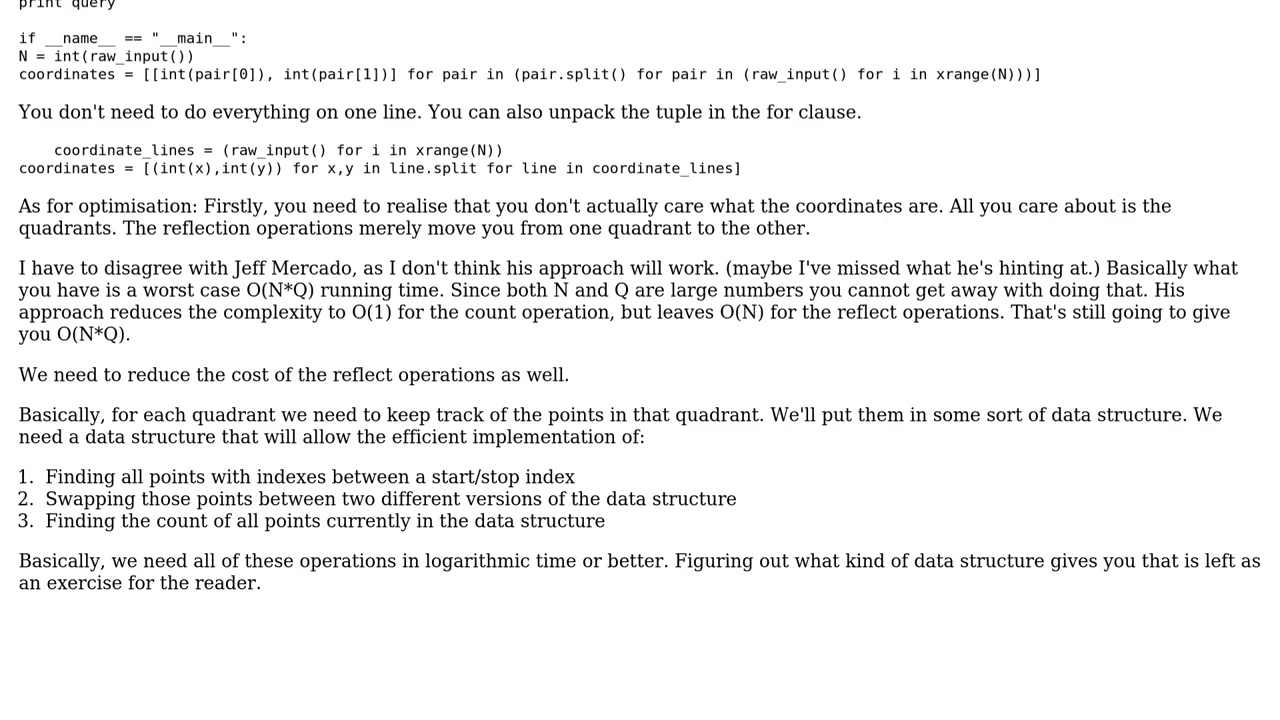 print query
if __name__ == "__main__":
N = int(raw_input())
coordinates = [[int(pair[0]), int(pair[1])] for pair in (pair.split() for pair in (raw_input() for i in xrange(N)))]
You don't need to do everything on one line. You can also unpack the tuple in the for clause.
coordinate_lines = (raw_input() for i in xrange(N))
coordinates = [(int(x),int(y)) for x,y in line.split for line in coordinate_lines]
As for optimisation: Firstly, you need to realise that you don't actually care what the coordinates are. All you care about is the
quadrants. The reflection operations merely move you from one quadrant to the other.
I have to disagree with Jeff Mercado, as I don't think his approach will work. (maybe I've missed what he's hinting at.) Basically what
you have is a worst case O(N*Q) running time. Since both N and Q are large numbers you cannot get away with doing that. His
approach reduces the complexity to O(1) for the count operation, but leaves O(N) for the reflect operations. That's still going to give
you O(N*Q).
We need to reduce the cost of the reflect operations as well.
Basically, for each quadrant we need to keep track of the points in that quadrant. We'll put them in some sort of data structure. We
need a data structure that will allow the efficient implementation of:
1. Finding all points with indexes between a start/stop index
2. Swapping those points between two different versions of the data structure
3. Finding the count of all points currently in the data structure
Basically, we need all of these operations in logarithmic time or better. Figuring out what kind of data structure gives you that is left as
an exercise for the reader.